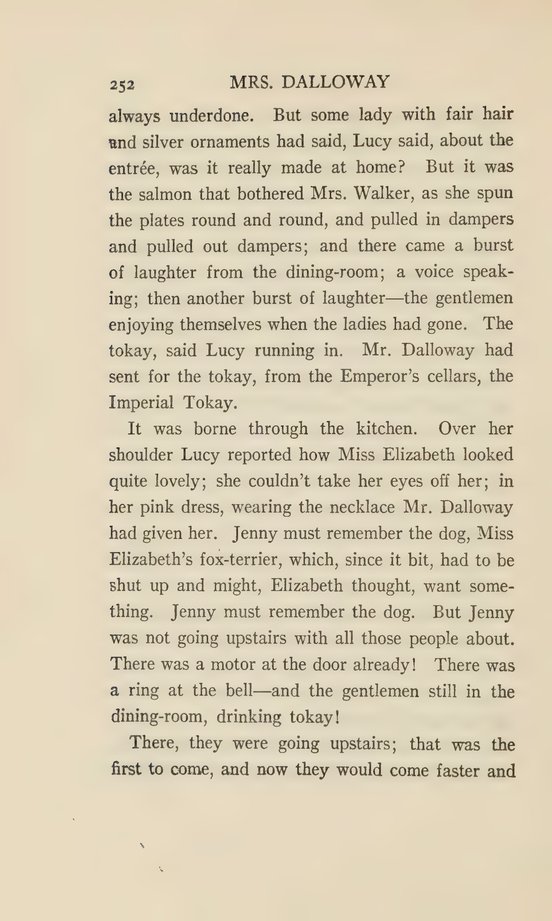 252 MRS. DALLOWAY
always underdone. But some lady with fair hair
and silver ornaments had said, Lucy said, about the
entrée, was it really made at home? But it was
the salmon that bothered Mrs. Walker, as she spun
the plates round and round, and pulled in dampers
and pulled out dampers; and there came a burst
of laughter from the dining-room; a voice speak-
ing; then another burst of laughter—the gentlemen
enjoying themselves when the ladies had gone. The
tokay, said Lucy running in. Mr. Dalloway had
sent for the tokay, from the Emperor's cellars, the
Imperial Tokay.
It was borne through the kitchen. Over her
shoulder Lucy reported how Miss Elizabeth looked
quite lovely; she couldn't take her eyes off her; in
her pink dress, wearing the necklace Mr. Dalloway
had given her. Jenny must remember the dog, Miss
Elizabeth's fox-terrier, which, since it bit, had to be
shut up and might, Elizabeth thought, want some-
thing. Jenny must remember the dog. But Jenny
was not going upstairs with all those people about.
There was a motor at the door already! There was
a ring at the bell—and the gentlemen still in the
dining-room, drinking tokay!
There, they were going upstairs; that was the
first to come, and now they would come faster and